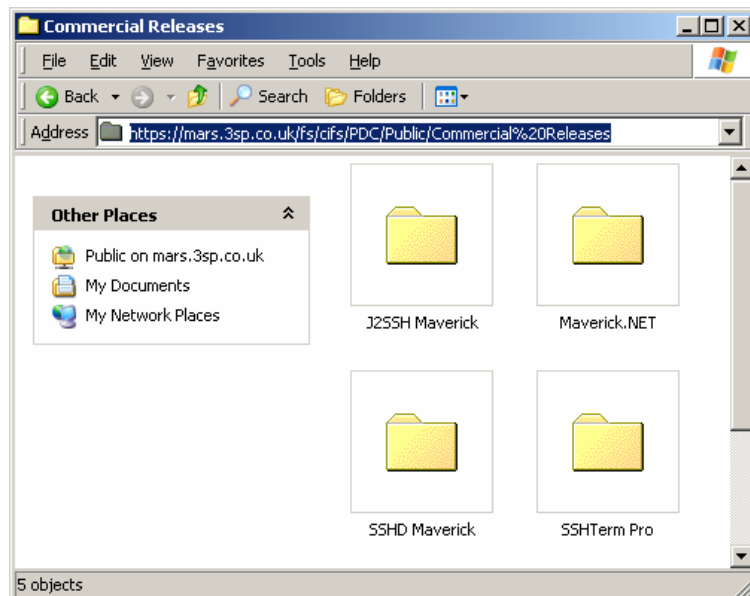 Commercial Releases
File Edit View Favorites Tools Help
Back Search Folders
Address https://mars.3sp.co.uk/fs/cifs/PDC/Public/Commercial%20Releases
Other Places
Public on mars.3sp.co.uk
My Documents
My Network Places
J2SSH Maverick Maverick.NET
SSHD Maverick SSHTerm Pro
5 objects